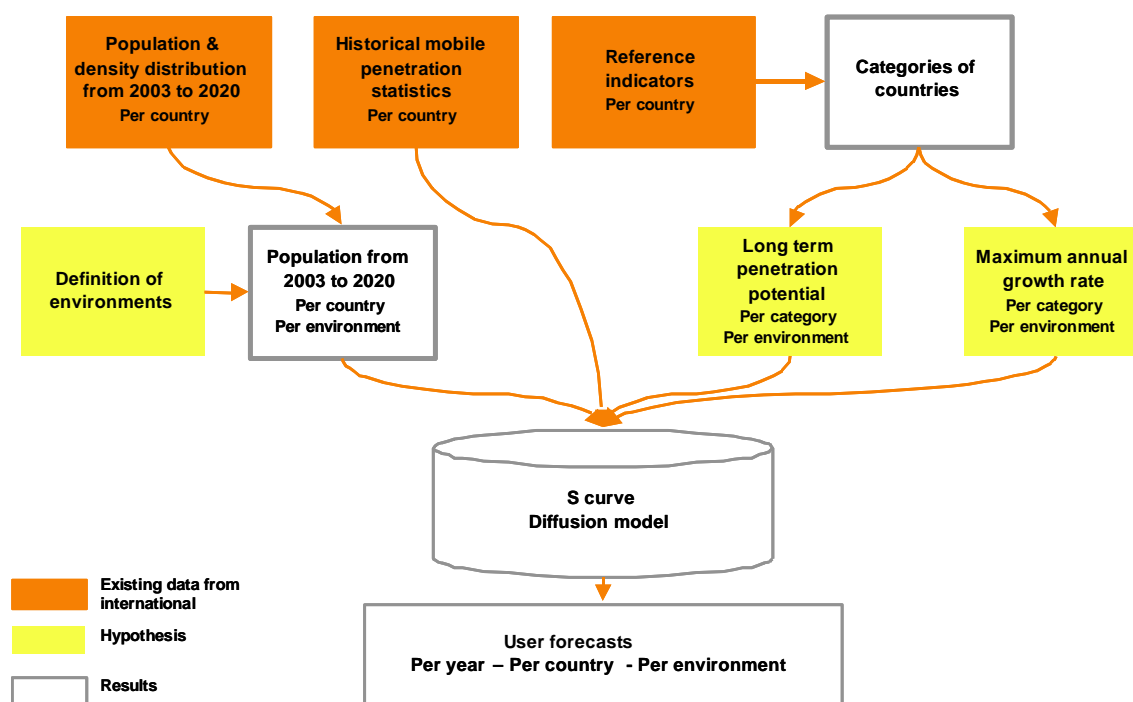 Population &
density distribution
from 2003 to 2020
Per country
Historical mobile
penetration
statistics
Per country
Reference
indicators
Per country
Categories of
countries
Definition of
environments
Population from
2003 to 2020
Per country
Per environment
Long term
penetration
potential
Per category
Per environment
Maximum annual
growth rate
Per category
Per environment
S curve
Diffusion model
Existing data from
international
Hypothesis
Results
User forecasts
Per year – Per country - Per environment